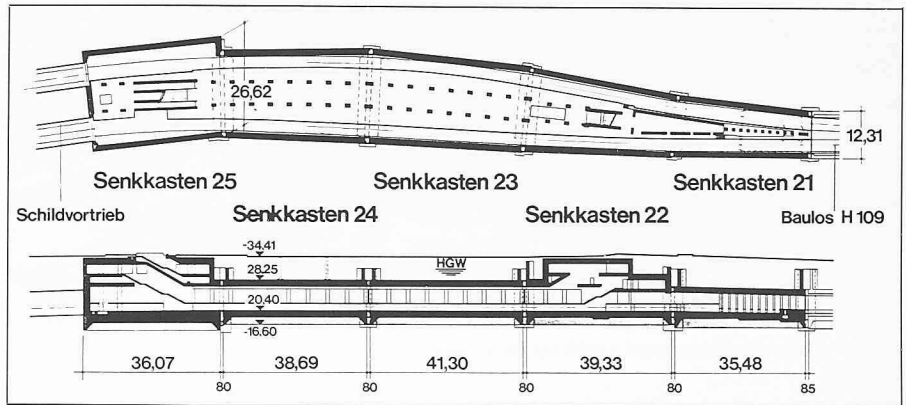 26,62
12,31
Senkkasten 25
Senkkasten 23
Senkkasten 21
Schildvortrieb
Senkkasten 24
Senkkasten 22
Baulos H 109
-34,41
28,25
HGW
20,40
-16,60
36,07
38,69
41,30
39,33
35,48
80
80
80
80
85